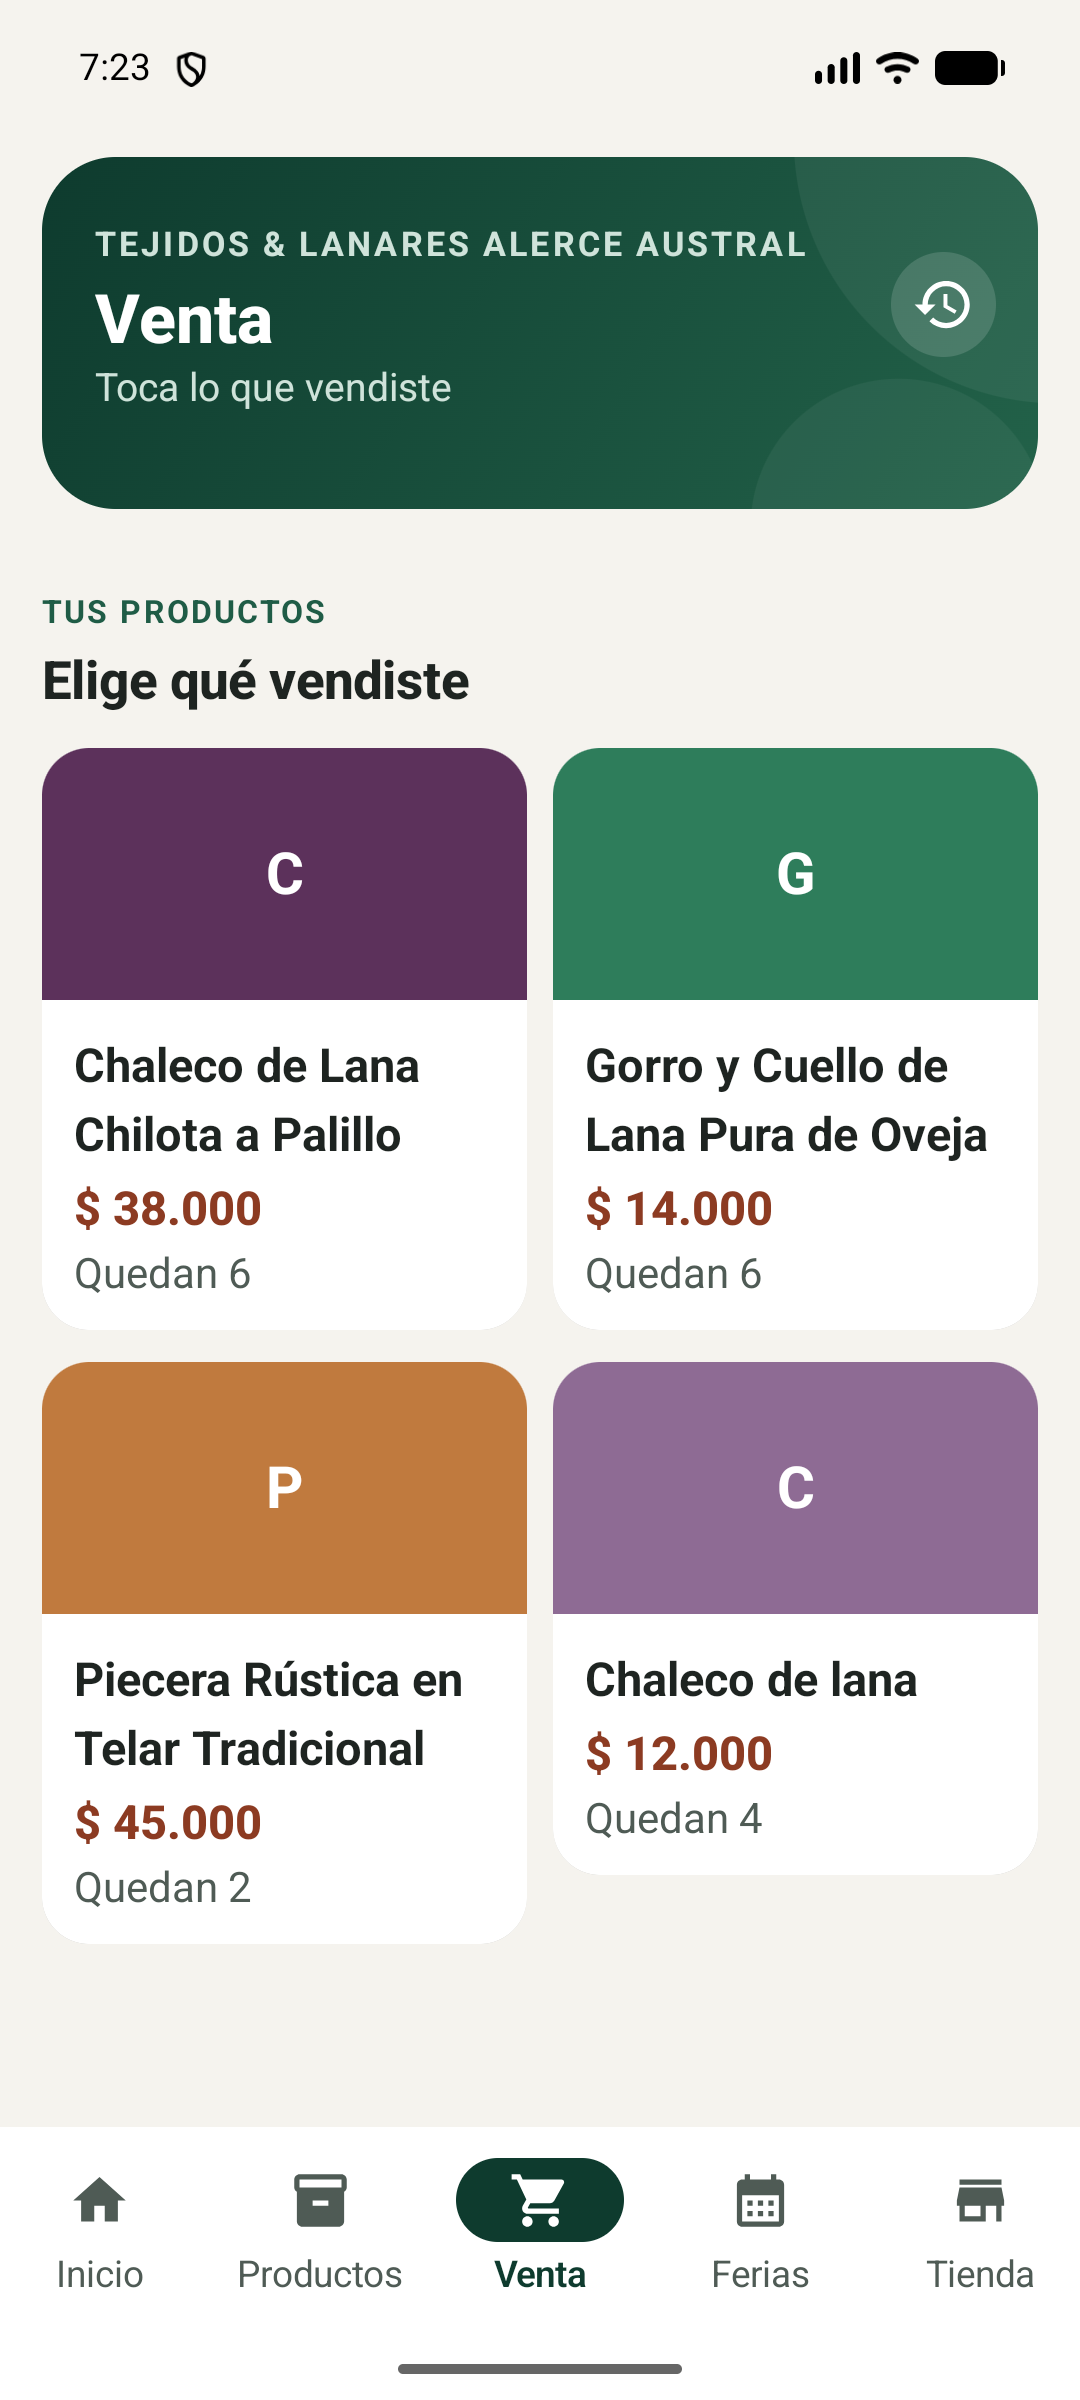 7:23
TEJIDOS & LANARES ALERCE AUSTRAL
Venta
Toca lo que vendiste
TUS PRODUCTOS
Elige qué vendiste
C
Chaleco de Lana
Chilota a Palillo
$ 38.000
Quedan 6
G
Gorro y Cuello de
Lana Pura de Oveja
$ 14.000
Quedan 6
P
Piecera Rústica en
Telar Tradicional
$ 45.000
Quedan 2
C
Chaleco de lana
$ 12.000
Quedan 4
Inicio
Productos
Venta
Ferias
Tienda